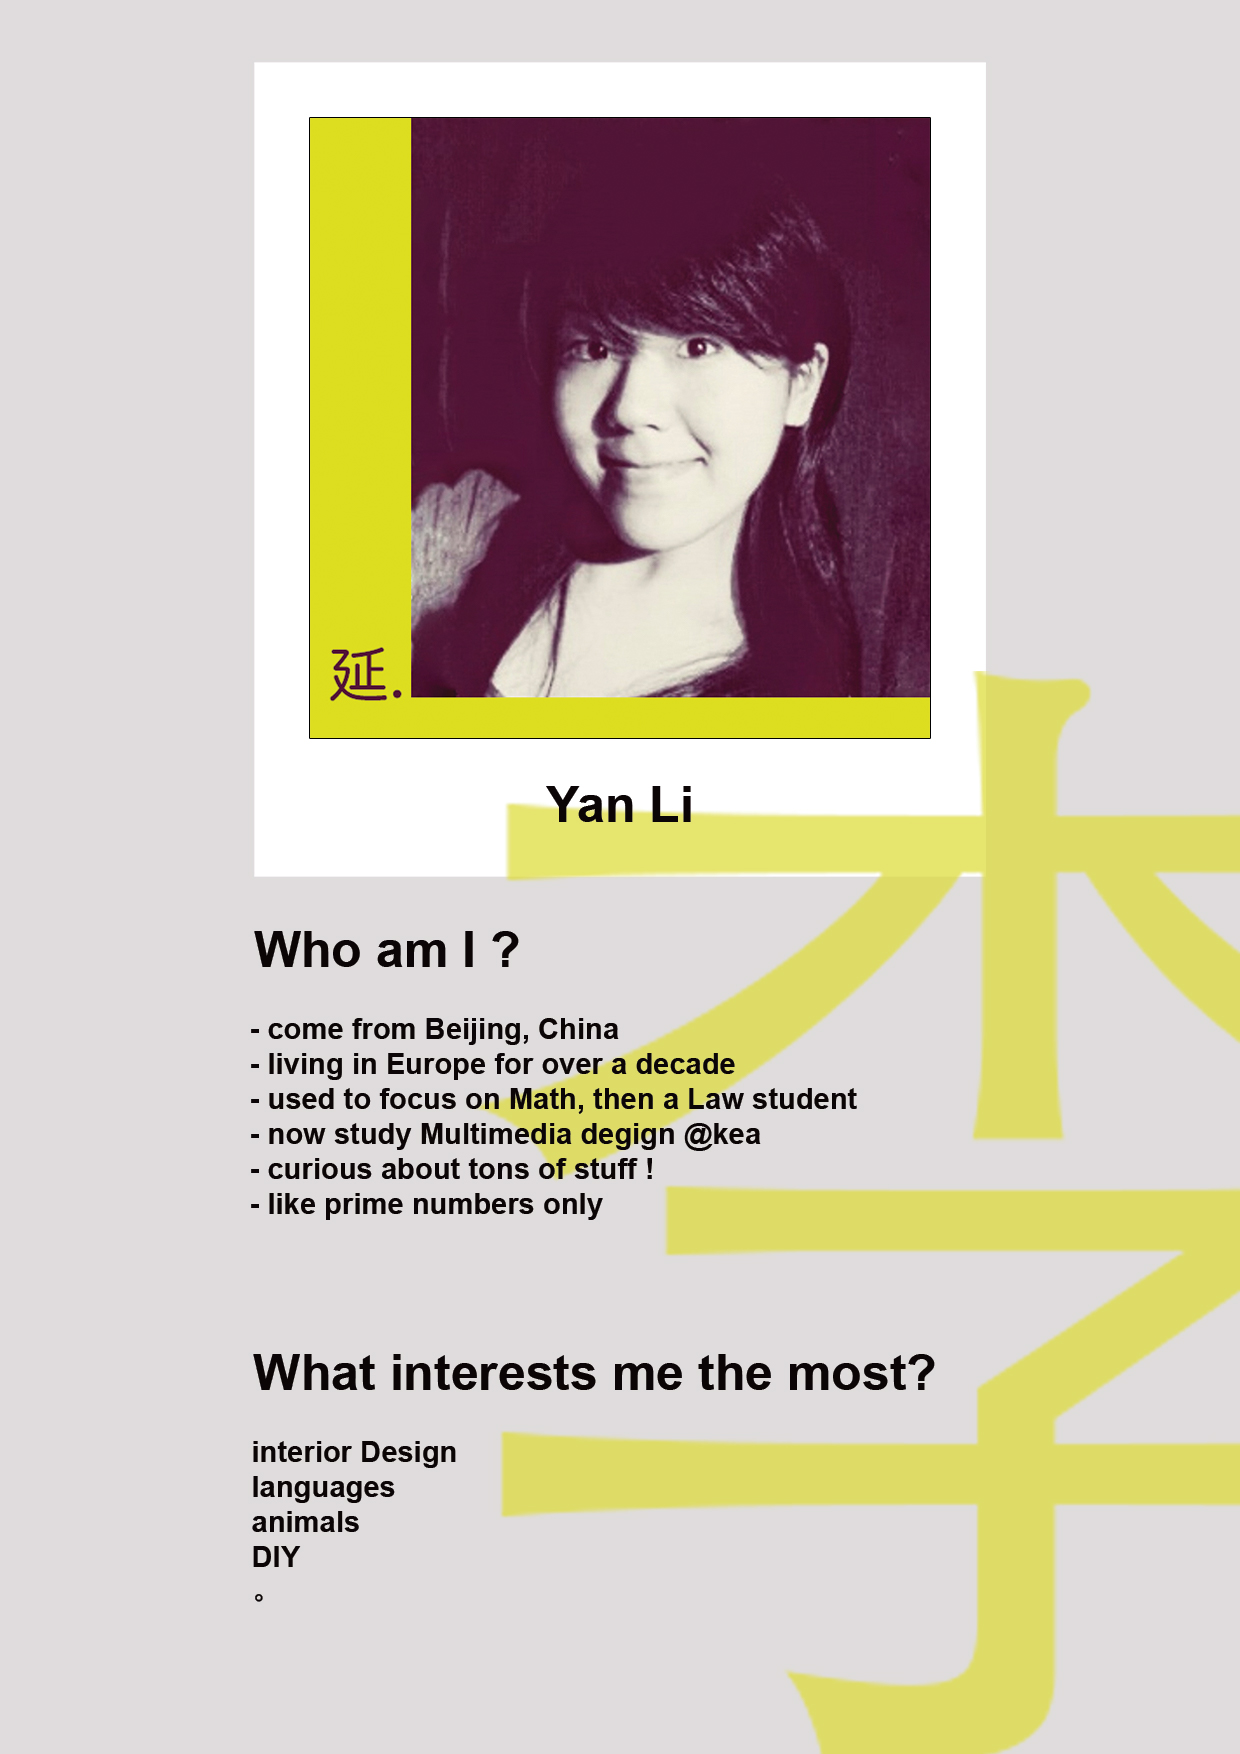 延.
Yan Li
李
Who am I ?
- come from Beijing, China
- living in Europe for over a decade
- used to focus on Math, then a Law student
- now study Multimedia degign @kea
- curious about tons of stuff !
- like prime numbers only
What interests me the most?
interior Design
languages
animals
DIY
。